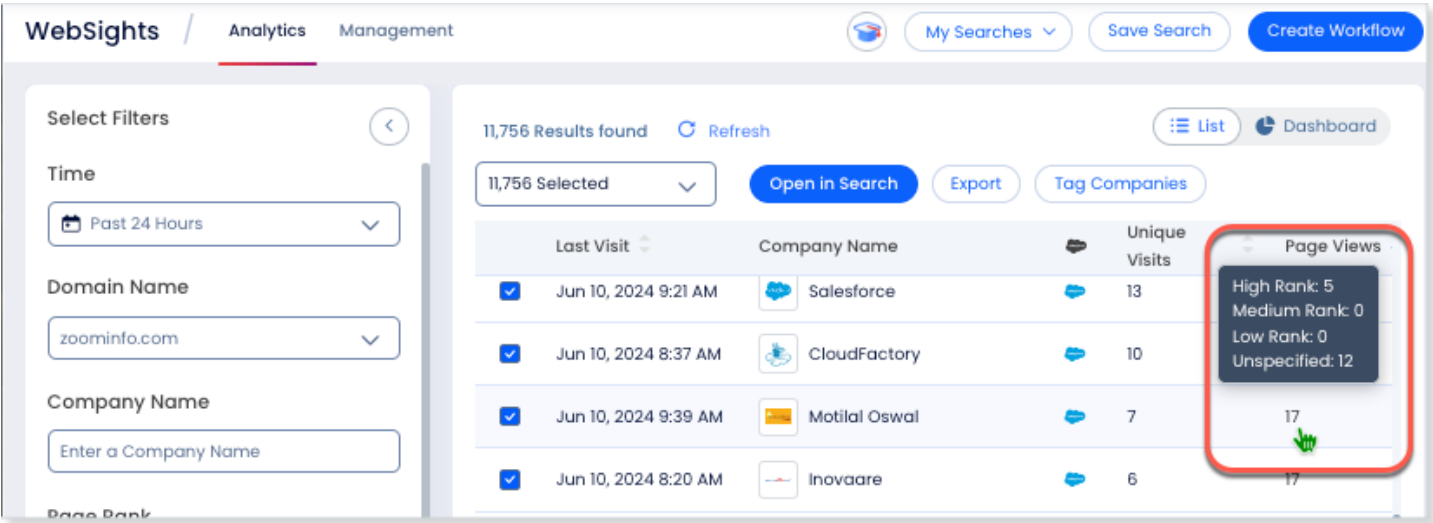 WebSights / Analytics Management My Searches Save Search Create Workflow
Select Filters
11,756 Results found Refresh List Dashboard
Time
11,756 Selected Open in Search Export Tag Companies
Past 24 Hours
Last Visit Company Name Unique Visits Page Views
Domain Name
zoominfo.com
Company Name
Enter a Company Name
Page Rank
Jun 10, 2024 9:21 AM Salesforce 13
High Rank: 5
Medium Rank: 0
Low Rank: 0
Unspecified: 12
Jun 10, 2024 8:37 AM CloudFactory 10
Jun 10, 2024 9:39 AM Motilal Oswal 7 17
Jun 10, 2024 8:20 AM Inovaare 6 17